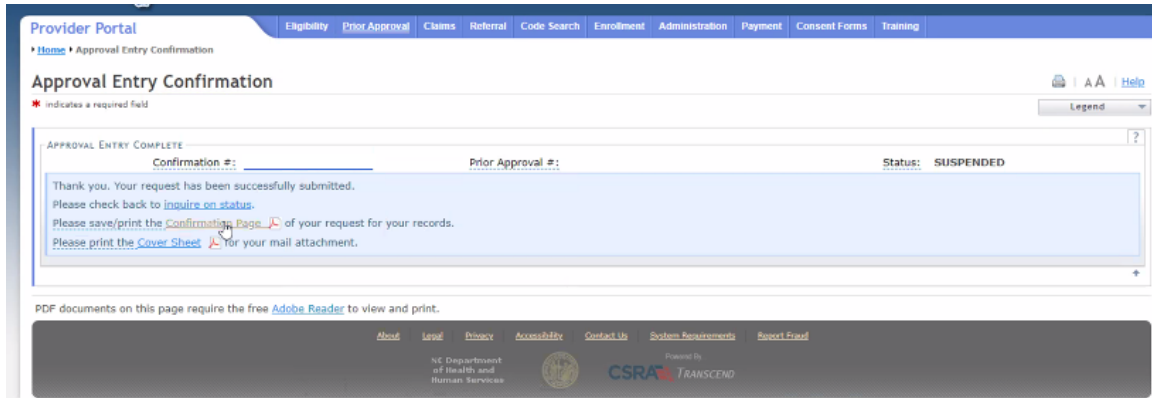 Provider Portal
Eligibility Prior Approval Claims Referral Code Search Enrollment Administration Payment Consent Forms Training
Home Approval Entry Confirmation
Approval Entry Confirmation
A A Help
* indicates a required field
Legend
?
APPROVAL ENTRY COMPLETE
Confirmation #: Prior Approval #: Status: SUSPENDED
Thank you. Your request has been successfully submitted.
Please check back to inquire on status.
Please save/print the Confirmation Page of your request for your records.
Please print the Cover Sheet for your mail attachment.
PDF documents on this page require the free Adobe Reader to view and print.
About Legal Privacy Accessibility Contact Us System Requirements Report Fraud
NC Department
of Health and
Human Services
Powered By
CSRA TRANSCEND